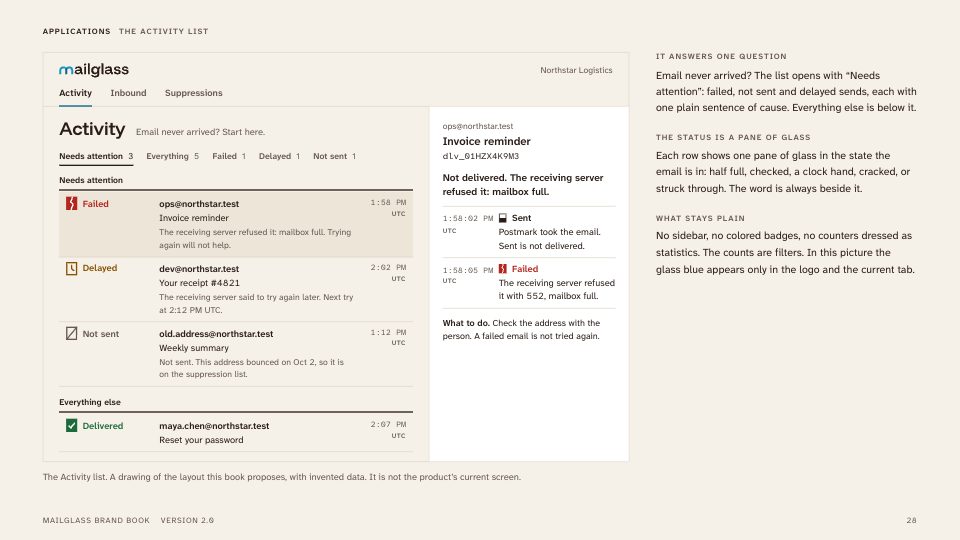 APPLICATIONS THE ACTIVITY LIST
mailglass
Northstar Logistics
Activity Inbound Suppressions
Activity Email never arrived? Start here.
Needs attention 3 Everything 5 Failed 1 Delayed 1 Not sent 1
Needs attention
Failed
ops@northstar.test
Invoice reminder
The receiving server refused it: mailbox full. Trying
again will not help.
1:58 PM
UTC
Delayed
dev@northstar.test
Your receipt #4821
The receiving server said to try again later. Next try
at 2:12 PM UTC.
2:02 PM
UTC
Not sent
old.address@northstar.test
Weekly summary
Not sent. This address bounced on Oct 2, so it is
on the suppression list.
1:12 PM
UTC
Everything else
Delivered
maya.chen@northstar.test
Reset your password
2:07 PM
UTC
ops@northstar.test
Invoice reminder
dlv_01HZX4K9M3
Not delivered. The receiving server
refused it: mailbox full.
1:58:02 PM
UTC
Sent
Postmark took the email.
Sent is not delivered.
1:58:05 PM
UTC
Failed
The receiving server refused
it with 552, mailbox full.
What to do. Check the address with the
person. A failed email is not tried again.
The Activity list. A drawing of the layout this book proposes, with invented data. It is not the product's current screen.
IT ANSWERS ONE QUESTION
Email never arrived? The list opens with “Needs
attention”: failed, not sent and delayed sends, each with
one plain sentence of cause. Everything else is below it.
THE STATUS IS A PANE OF GLASS
Each row shows one pane of glass in the state the
email is in: half full, checked, a clock hand, cracked, or
struck through. The word is always beside it.
WHAT STAYS PLAIN
No sidebar, no colored badges, no counters dressed as
statistics. The counts are filters. In this picture the
glass blue appears only in the logo and the current tab.
MAILGLASS BRAND BOOK VERSION 2.0
28